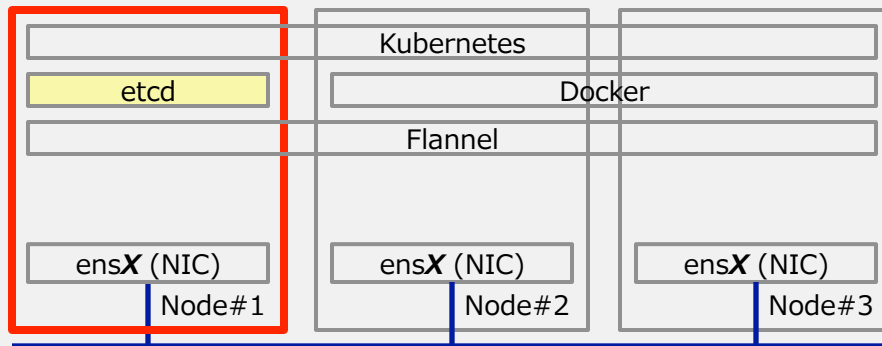 Kubernetes
etcd
Docker
Flannel
ensX (NIC)
ensX (NIC)
ensX (NIC)
Node#1
Node#2
Node#3